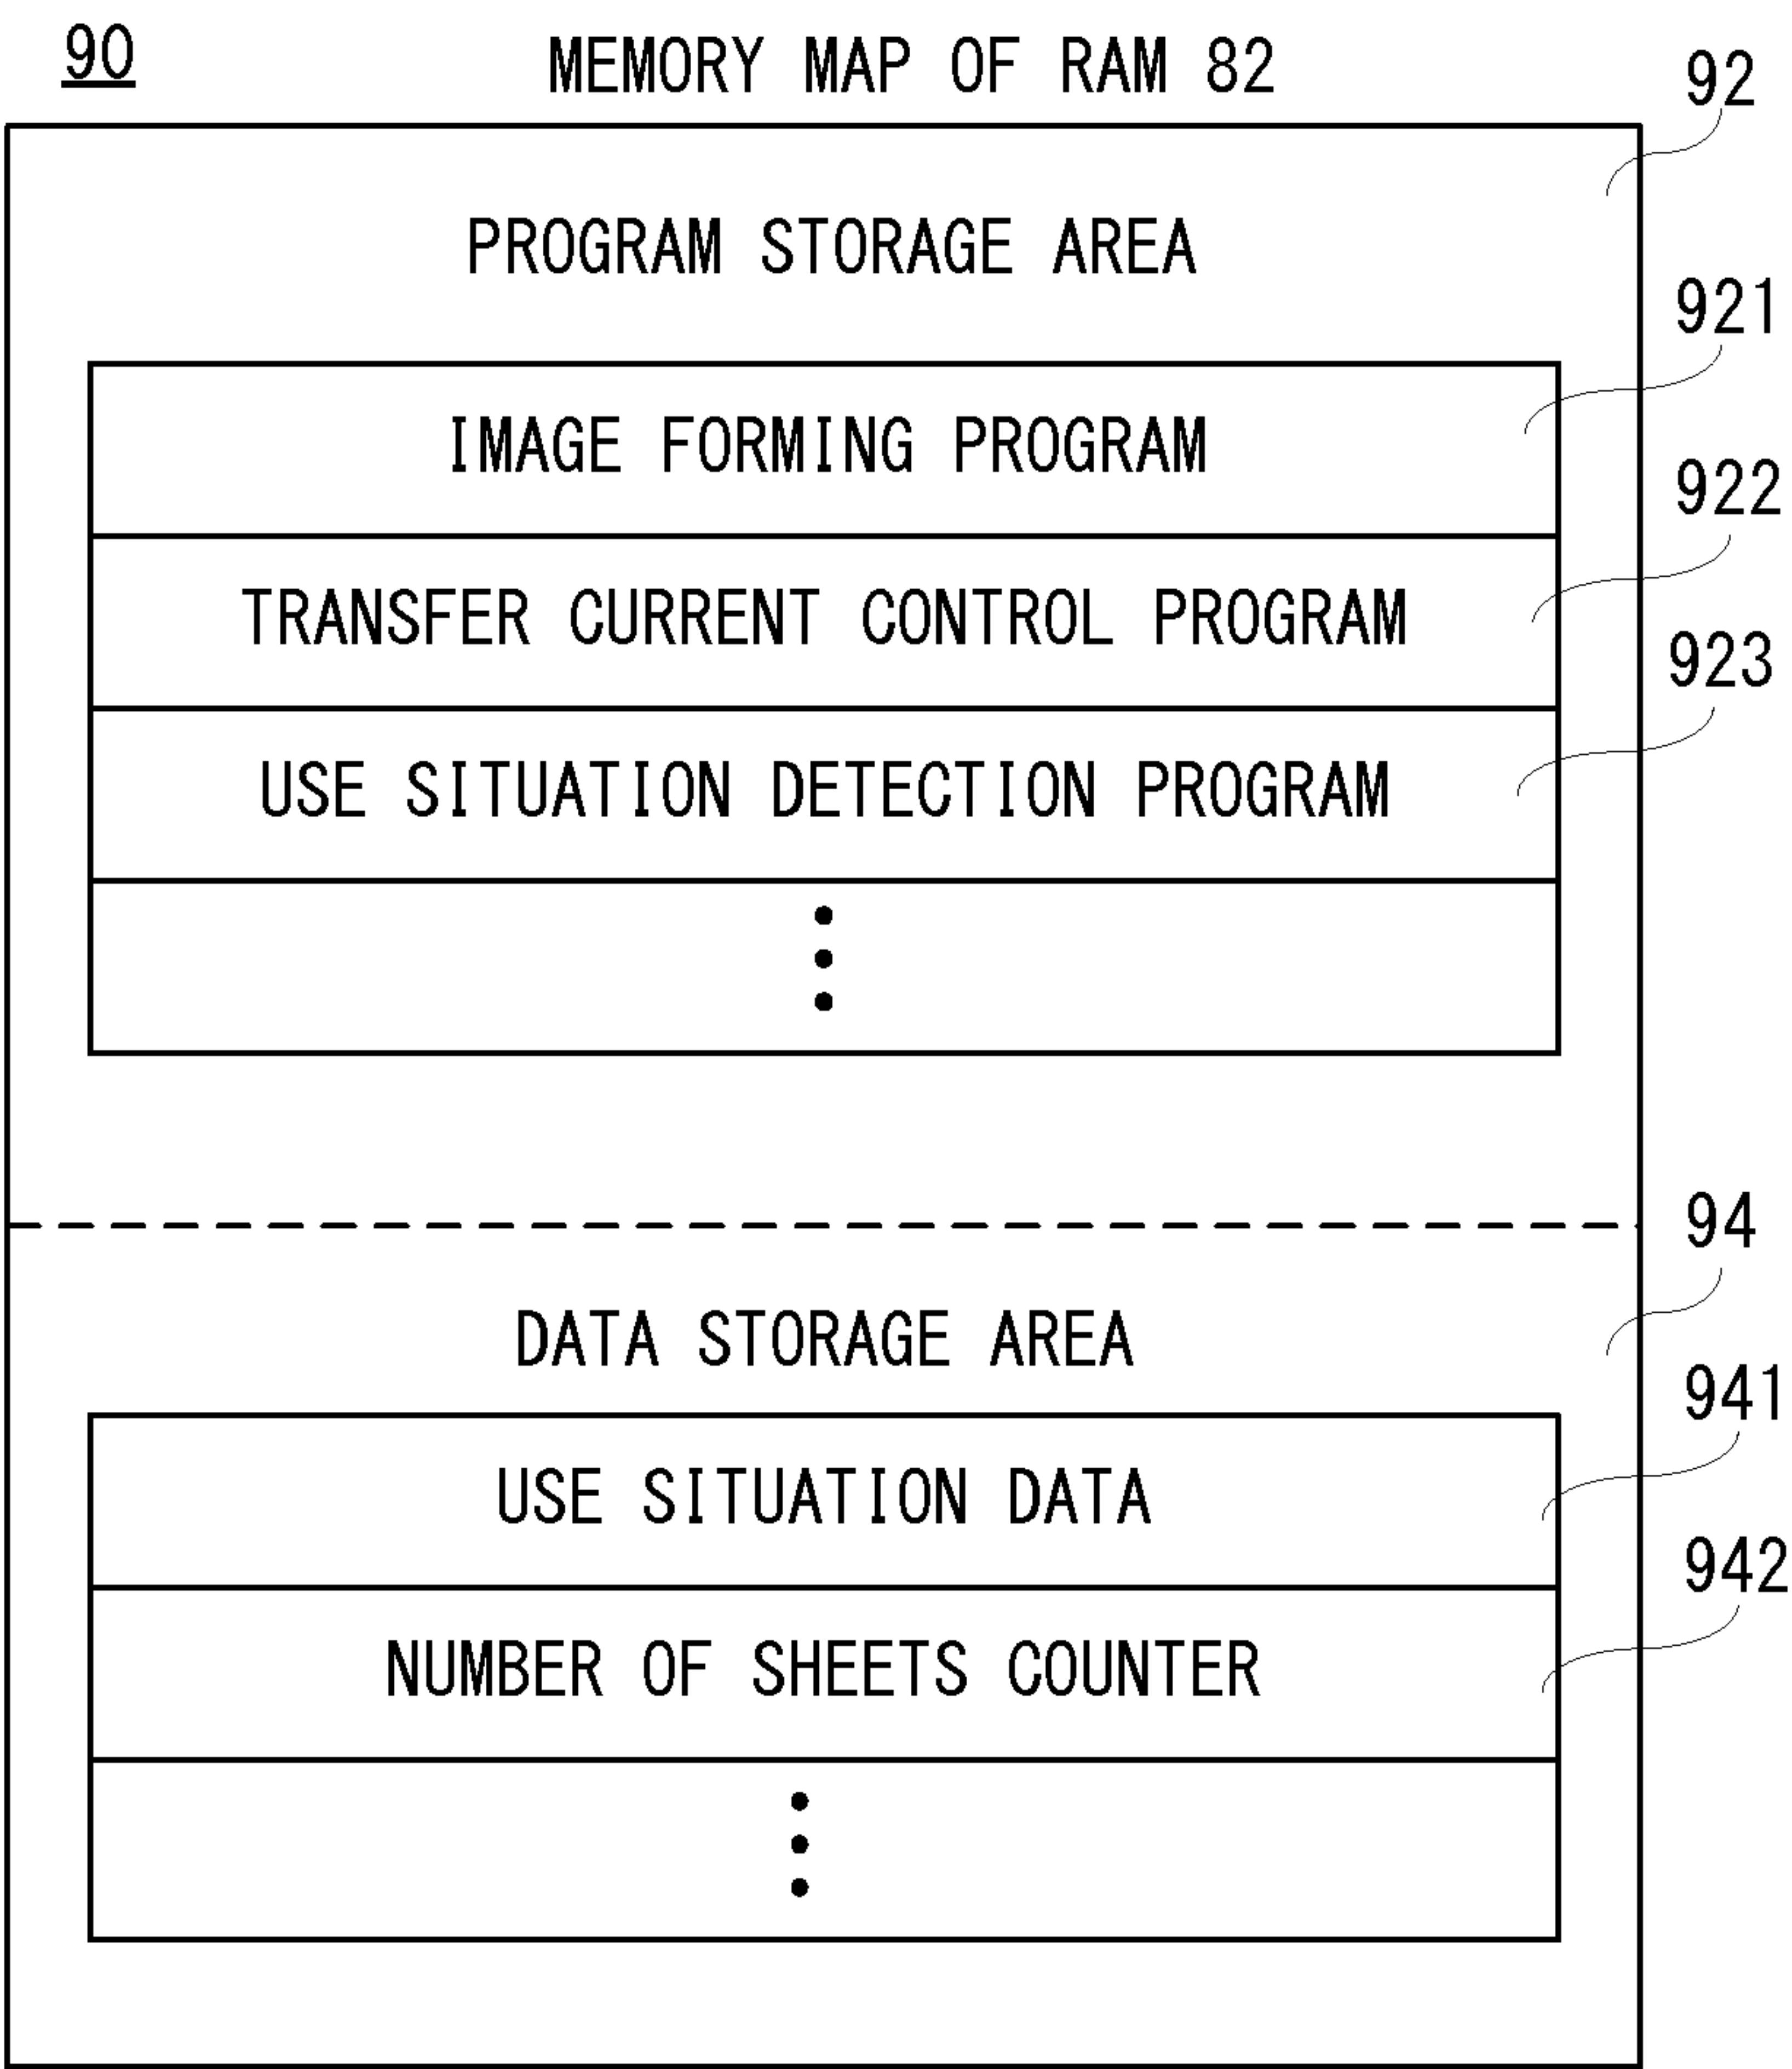 90
MEMORY MAP OF RAM 82
92
PROGRAM STORAGE AREA
921
IMAGE FORMING PROGRAM
922
TRANSFER CURRENT CONTROL PROGRAM
923
USE SITUATION DETECTION PROGRAM
94
DATA STORAGE AREA
941
USE SITUATION DATA
942
NUMBER OF SHEETS COUNTER